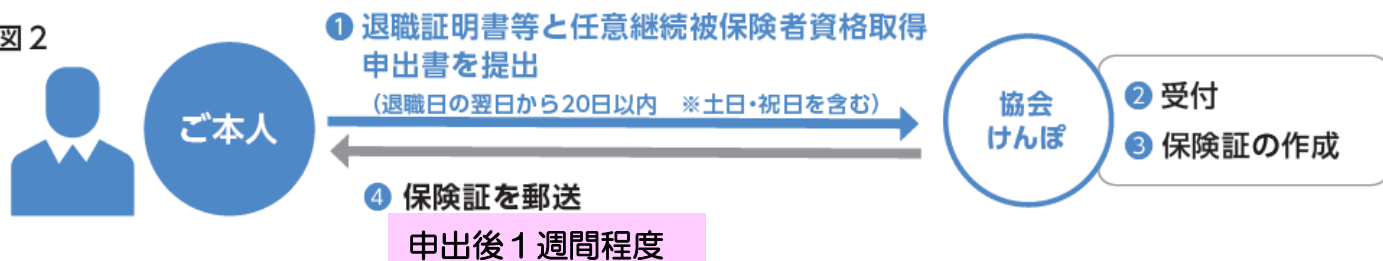 図２
❶ 退職証明書等と任意継続被保険者資格取得
申出書を提出
（退職日の翌日から20日以内　※土日・祝日を含む）
ご本人
協会
けんぽ
❷ 受付
❸ 保険証の作成
❹ 保険証を郵送
申出後１週間程度